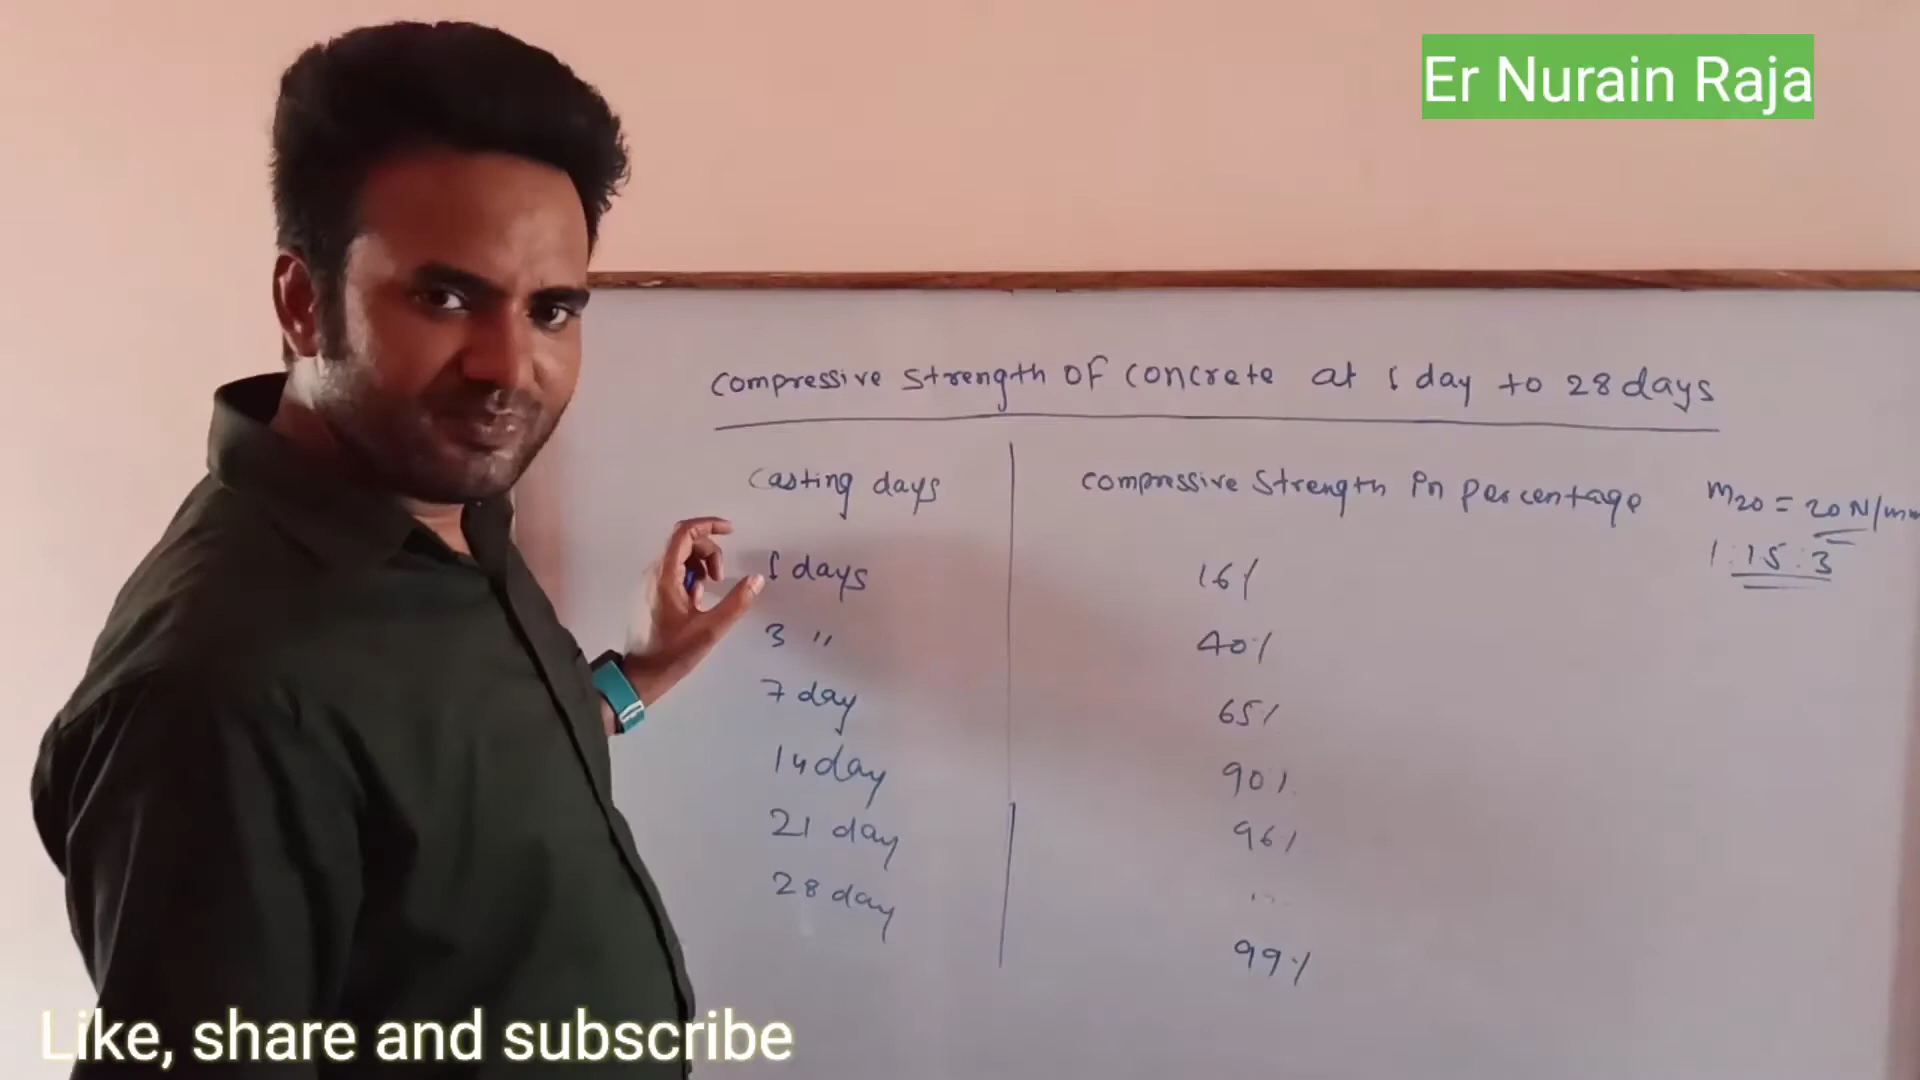 Er Nurain Raja
Compressive Strength OF Concrete at 1 day to 28 days
Casting days
Compressive Strength in percentage
M20 = 20 N/mm
1:1.5:3
1 days
16%
3 "
40%
7 day
65%
14 day
90%
21 day
96%
28 day
...
99%
Like, share and subscribe